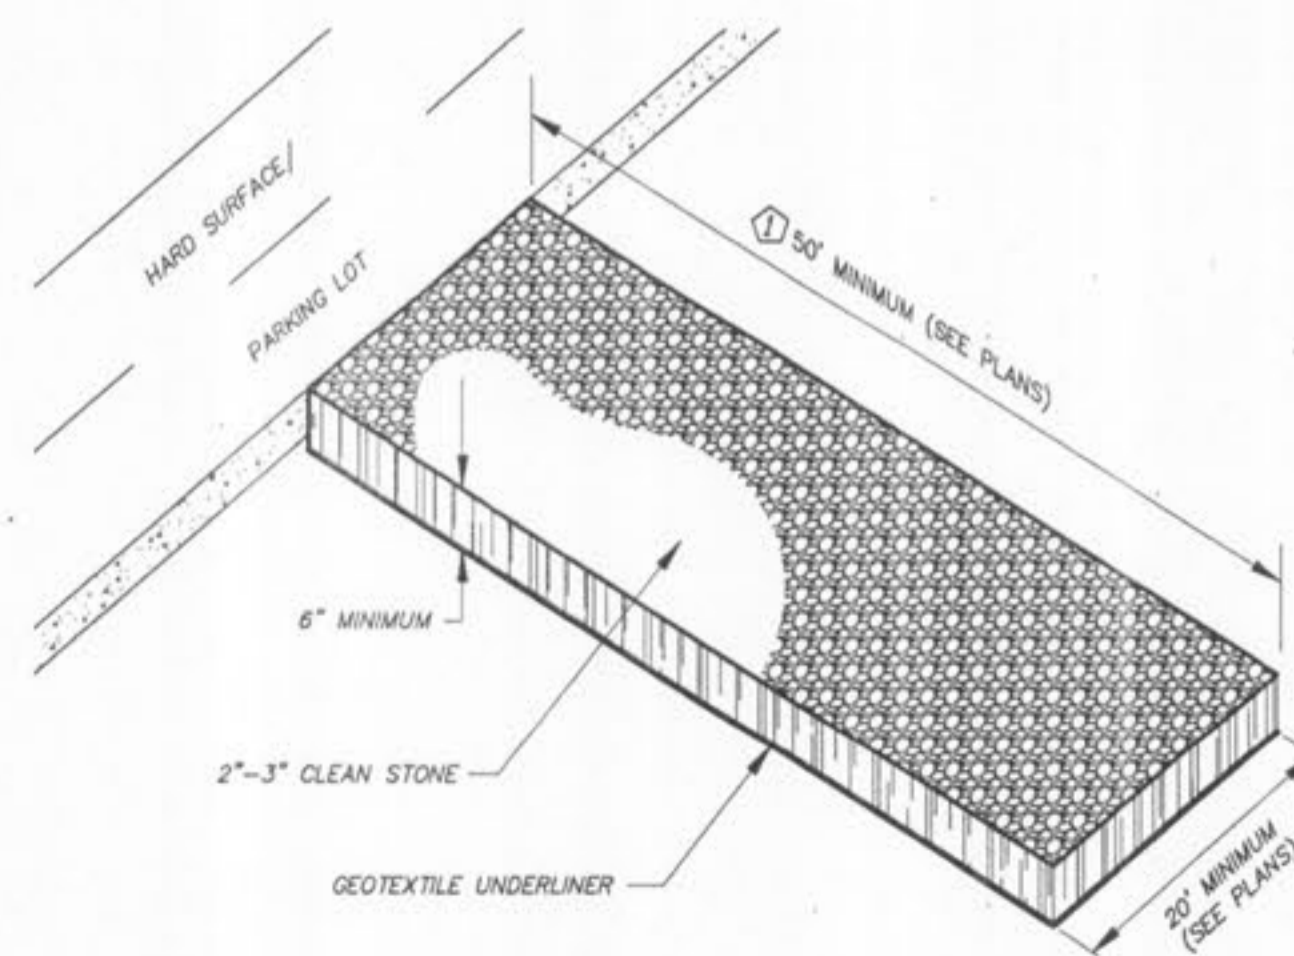 HARD SURFACE/
PARKING LOT
1 50' MINIMUM (SEE PLANS)
6" MINIMUM
2"-3" CLEAN STONE
GEOTEXTILE UNDERLINER
20' MINIMUM
(SEE PLANS)